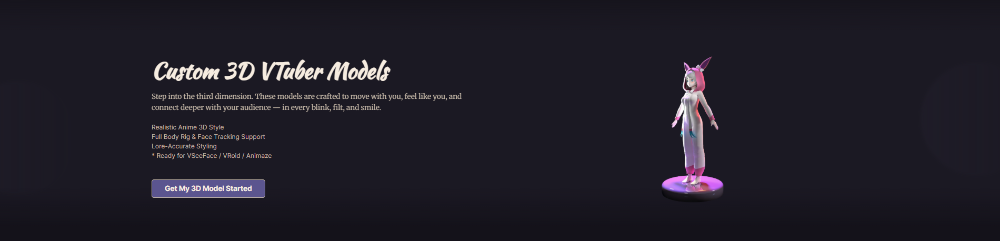 Custom 3D VTuber Models
Step into the third dimension. These models are crafted to move with you, feel like you, and
connect deeper with your audience — in every blink, filt, and smile.
Realistic Anime 3D Style
Full Body Rig & Face Tracking Support
Lore-Accurate Styling
* Ready for VSeeFace / VRoid / Animaze
Get My 3D Model Started